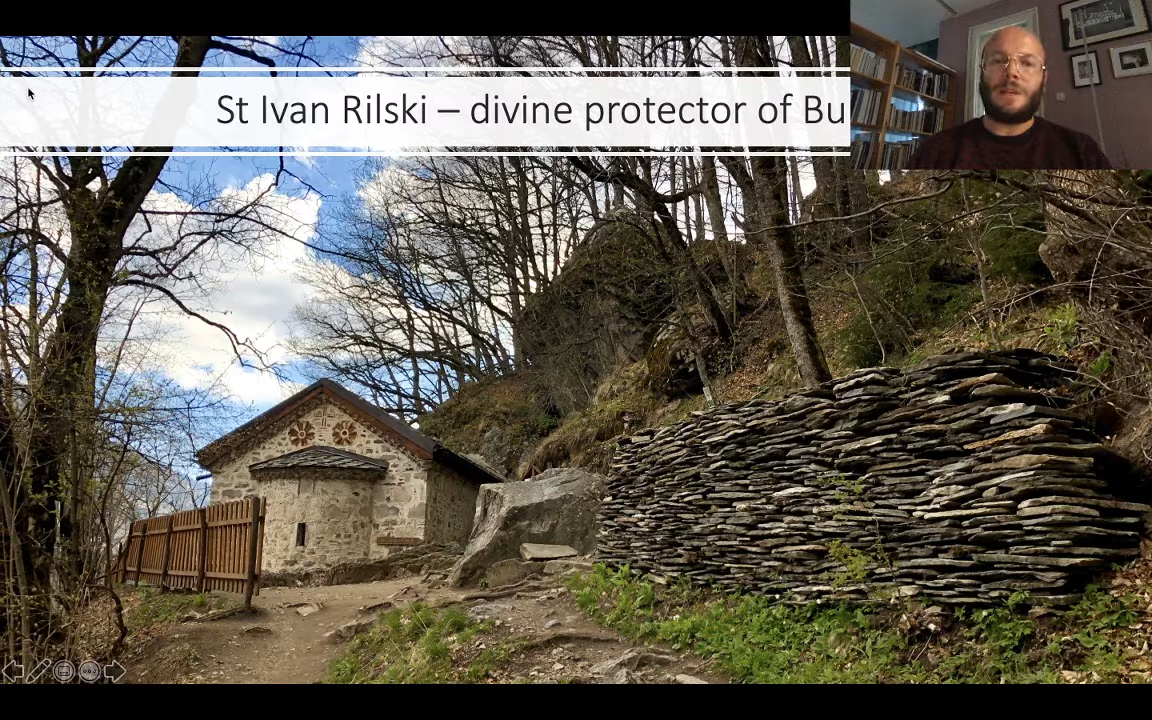 St Ivan Rilski – divine protector of Bu